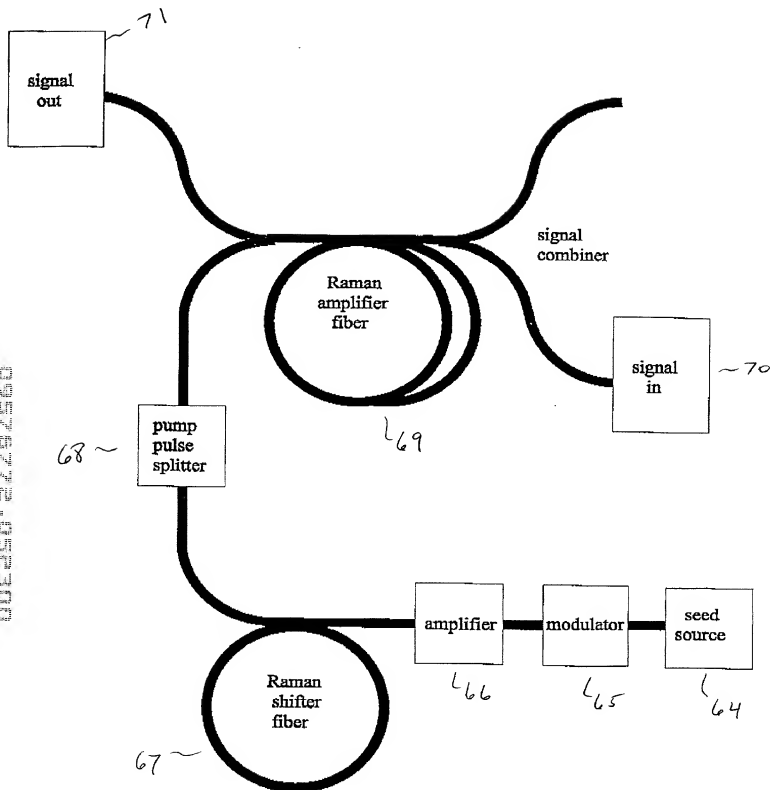 71
signal
out
signal
combiner
Raman
amplifier
fiber
signal
in
70
69
pump
pulse
splitter
68
amplifier
modulator
seed
source
66
65
64
Raman
shifter
fiber
67